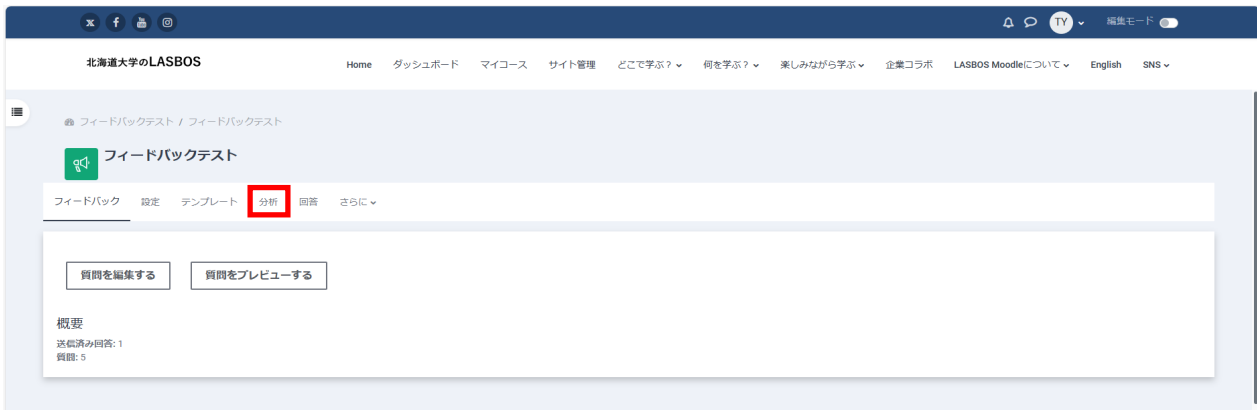 TY 編集モード
北海道大学のLASBOS Home ダッシュボード マイコース サイト管理 どこで学ぶ? 何を学ぶ? 楽しみながら学ぶ 企業コラボ LASBOS Moodleについて English SNS
フィードバックテスト / フィードバックテスト
フィードバックテスト
フィードバック 設定 テンプレート 分析 回答 さらに
質問を編集する 質問をプレビューする
概要
送信済み回答: 1
質問: 5